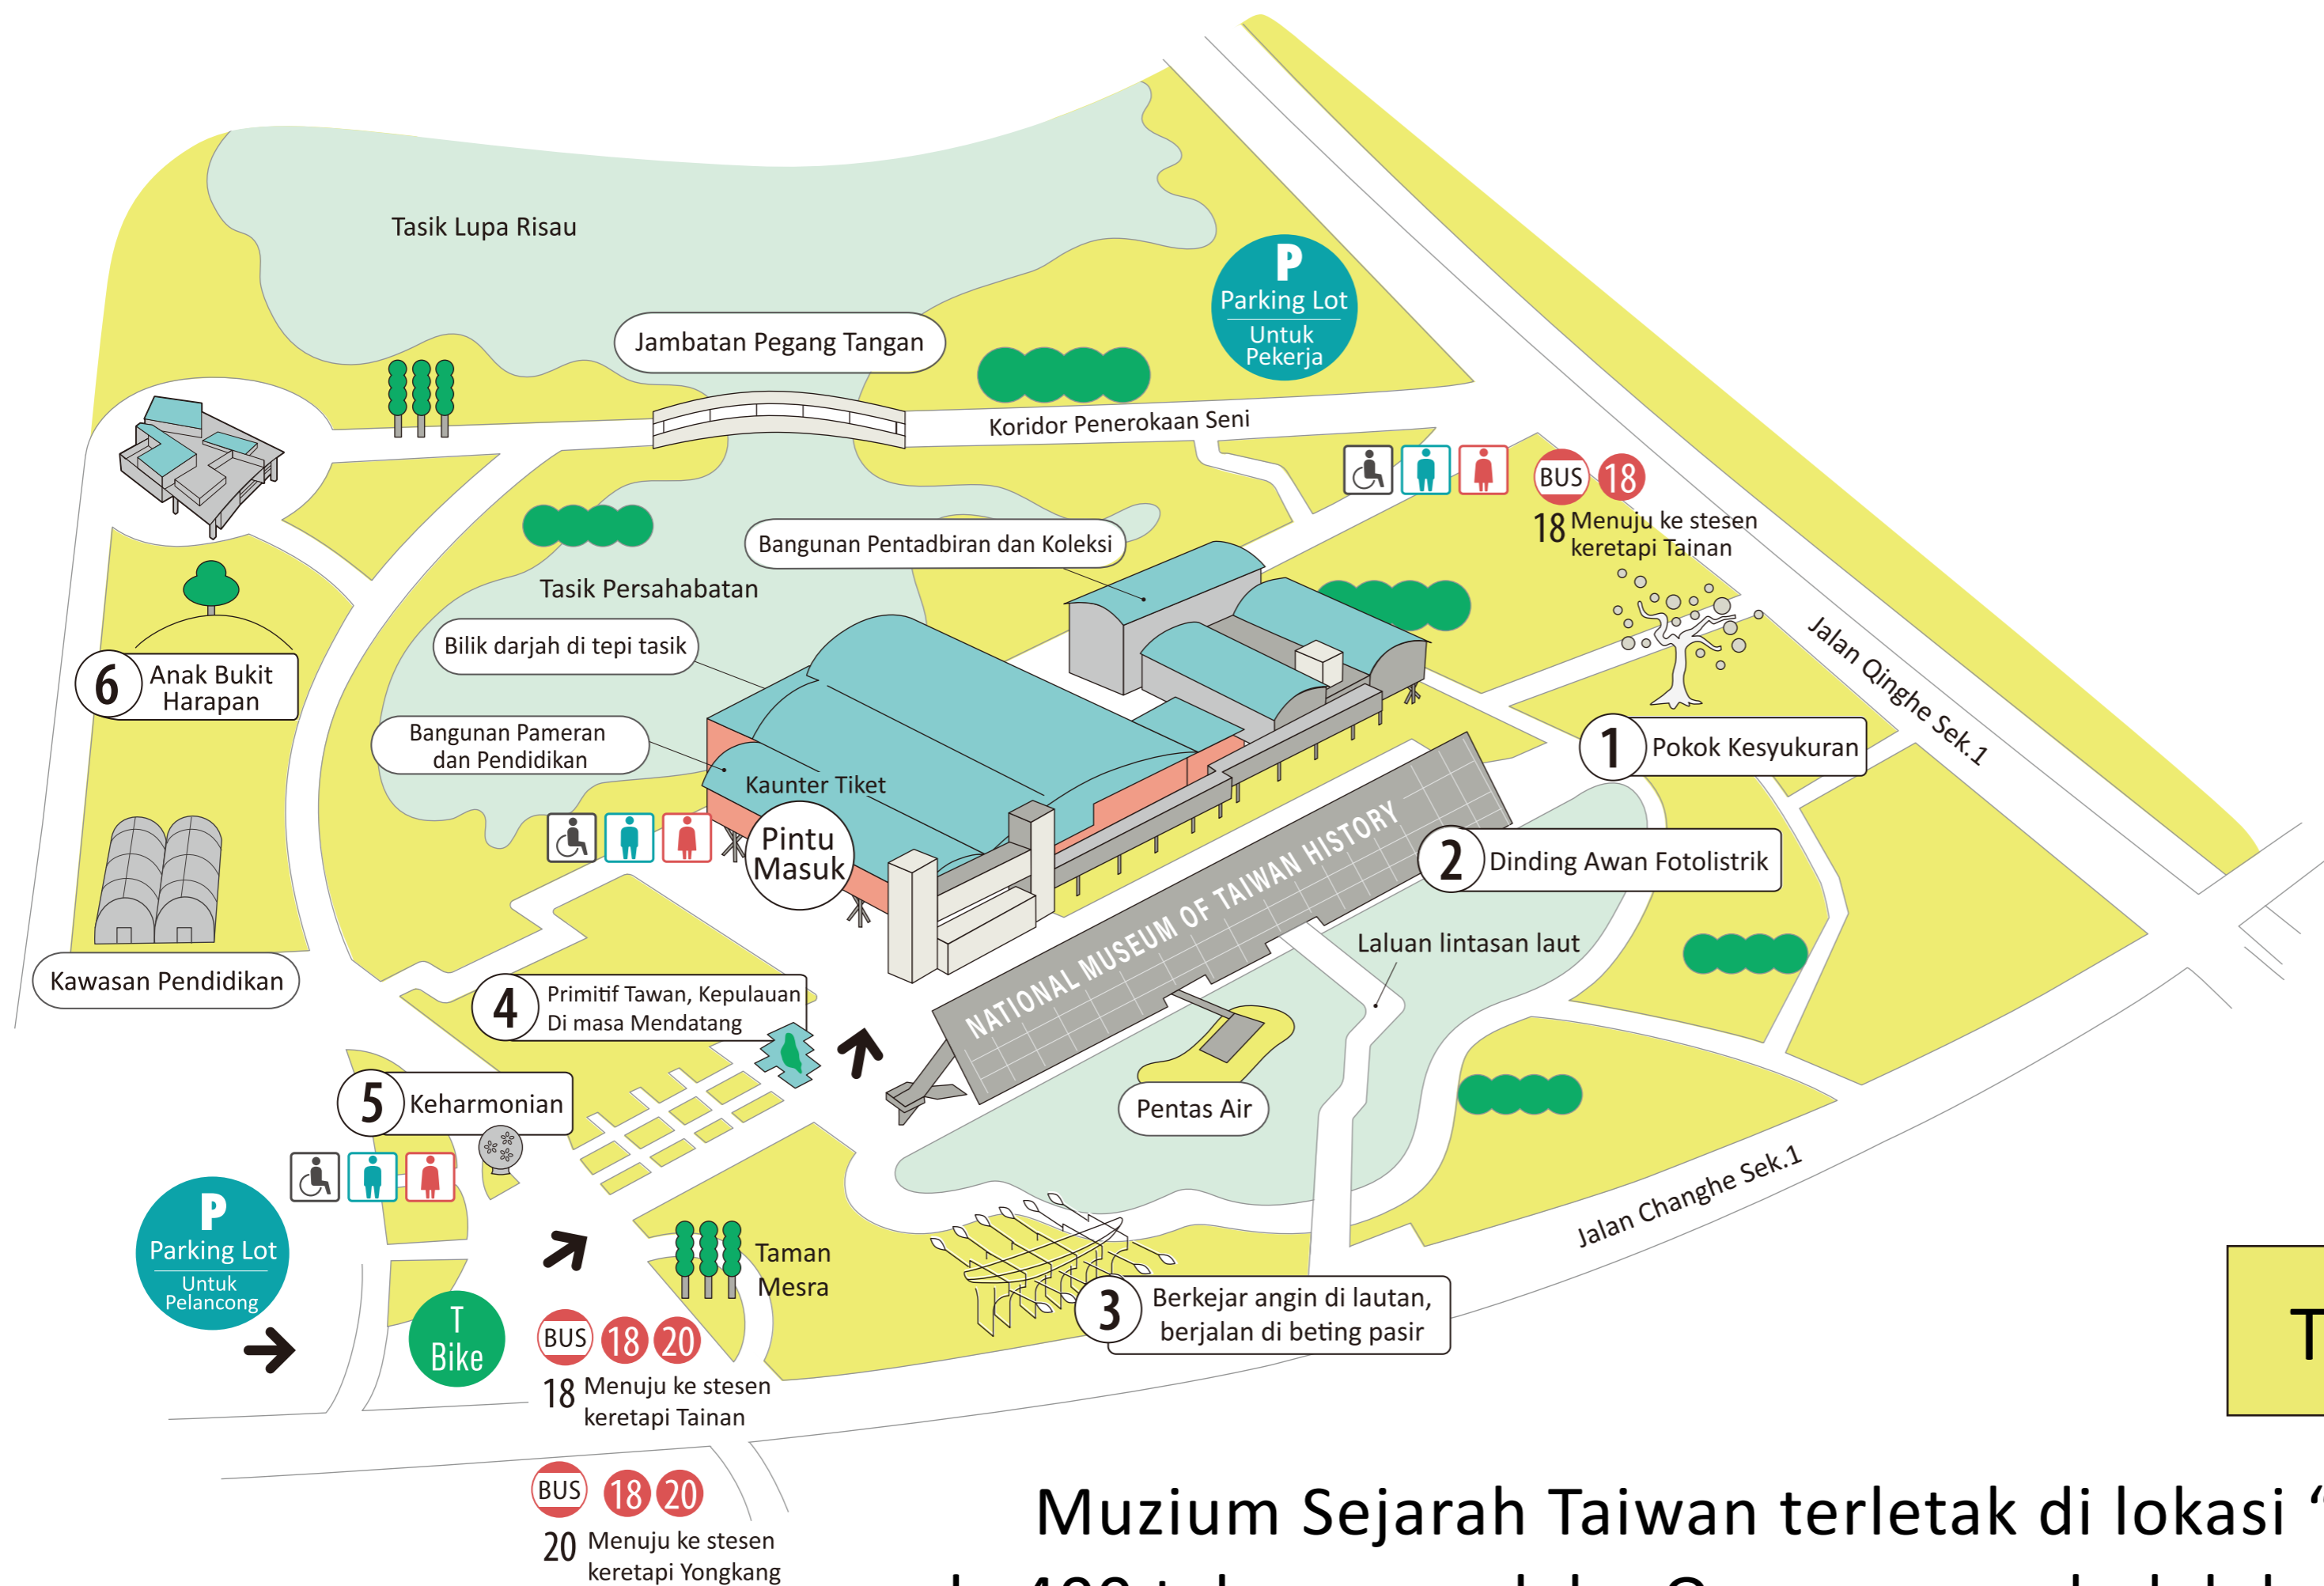 Tasik Lupa Risau
P
Parking Lot
Untuk
Pekerja
Jambatan Pegang Tangan
Koridor Penerokaan Seni
BUS 18
18 Menuju ke stesen
keretapi Tainan
Bangunan Pentadbiran dan Koleksi
Tasik Persahabatan
Bilik darjah di tepi tasik
Jalan Qinghe Sek.1
6 Anak Bukit
Harapan
Bangunan Pameran
dan Pendidikan
1 Pokok Kesyukuran
Kaunter Tiket
Pintu
Masuk
NATIONAL MUSEUM OF TAIWAN HISTORY
2 Dinding Awan Fotolistrik
Laluan lintasan laut
Kawasan Pendidikan
4 Primitif Tawan, Kepulauan
Di masa Mendatang
5 Keharmonian
Pentas Air
P
Parking Lot
Untuk
Pelancong
Jalan Changhe Sek.1
Taman
Mesra
3 Berkejar angin di lautan,
berjalan di beting pasir
T
Bike
BUS 18 20
18 Menuju ke stesen
keretapi Tainan
BUS 18 20
20 Menuju ke stesen
keretapi Yongkang
T
Muzium Sejarah Taiwan terletak di lokasi “